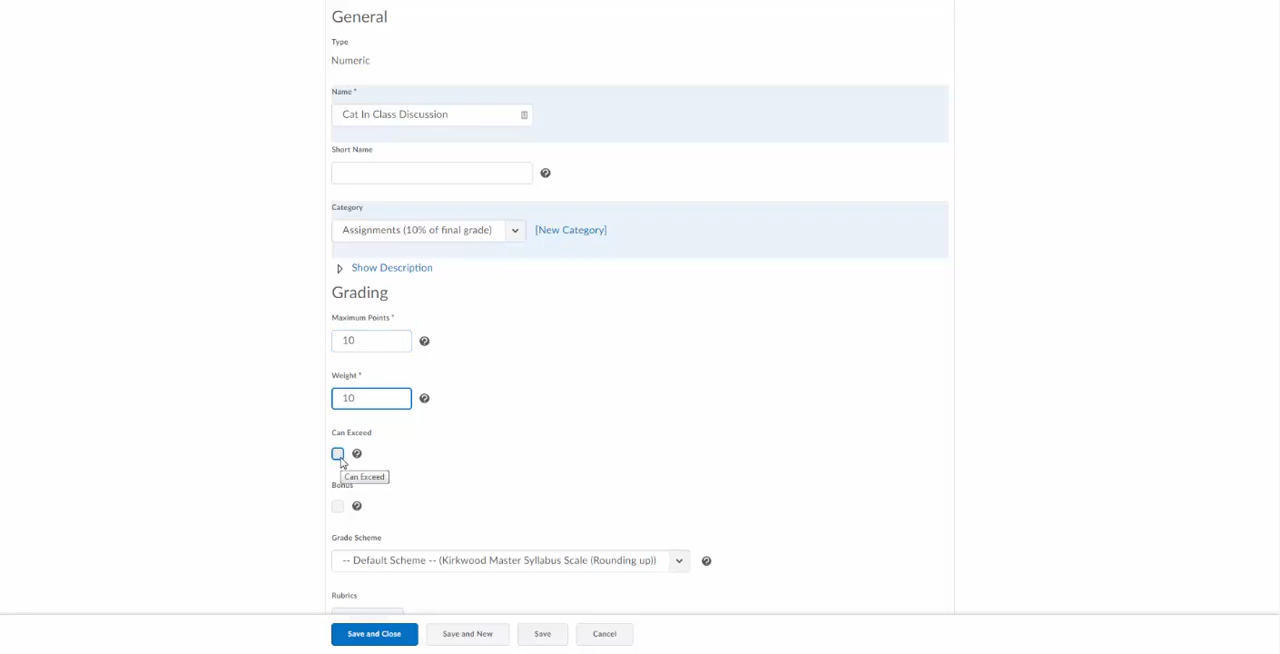 General
Type
Numeric
Name *
Cat In Class Discussion
Short Name
Category
Assignments (10% of final grade)
[New Category]
Show Description
Grading
Maximum Points *
10
Weight *
10
Can Exceed
Can Exceed
Bonus
Grade Scheme
-- Default Scheme -- (Kirkwood Master Syllabus Scale (Rounding up))
Rubrics
Save and Close
Save and New
Save
Cancel